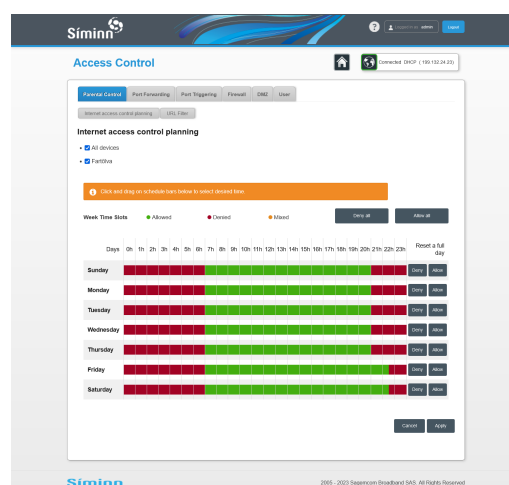 Síminn
?
Logged in as admin
Logout
Access Control
Connected DHCP ( 199.132.24.23)
Parental Control Port Forwarding Port Triggering Firewall DMZ User
Internet access control planning URL Filter
Internet access control planning
All devices
Fartölva
Click and drag on schedule bars below to select desired time.
Week Time Slots Allowed Denied Mixed Deny all Allow all
Days 0h 1h 2h 3h 4h 5h 6h 7h 8h 9h 10h 11h 12h 13h 14h 15h 16h 17h 18h 19h 20h 21h 22h 23h Reset a full
day
Sunday Deny Allow
Monday Deny Allow
Tuesday Deny Allow
Wednesday Deny Allow
Thursday Deny Allow
Friday Deny Allow
Saturday Deny Allow
Cancel Apply
Síminn
2005 - 2023 Sagemcom Broadband SAS. All Rights Reserved